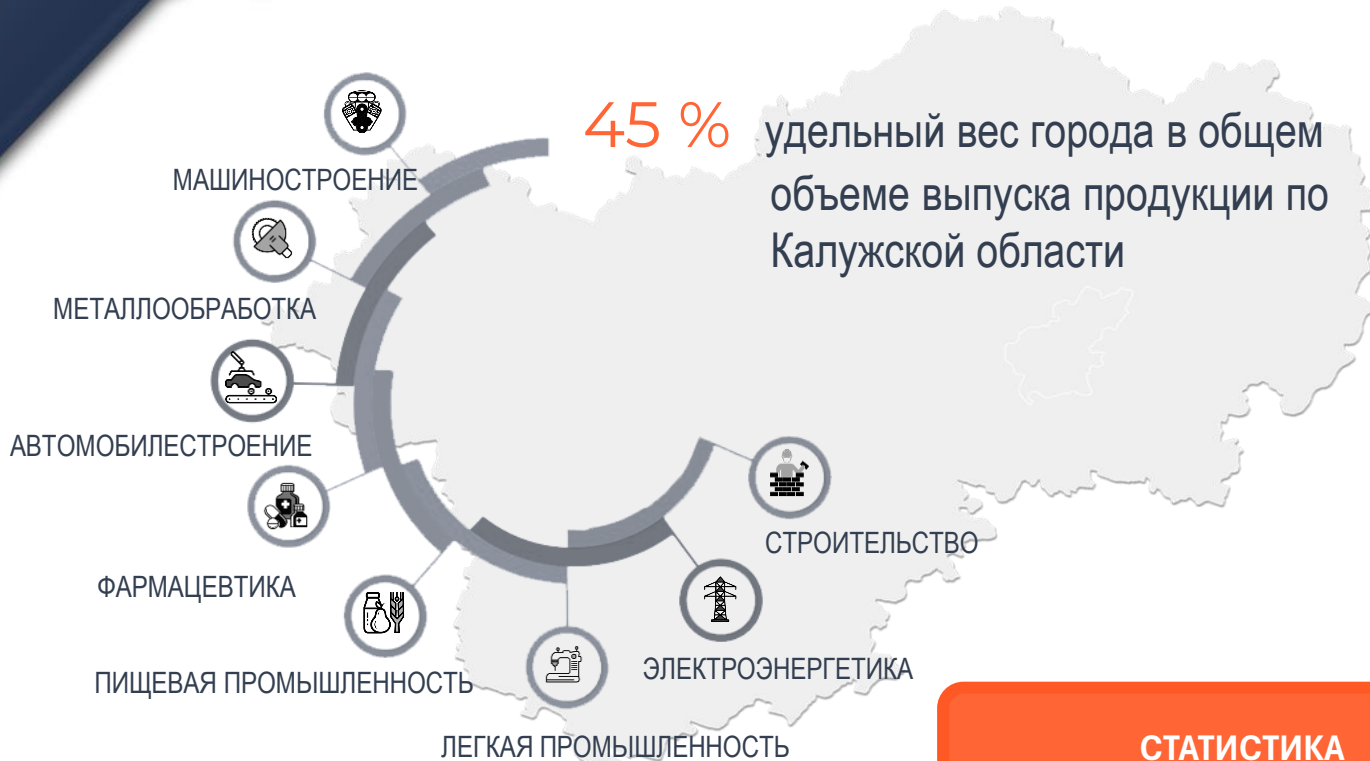 45 % удельный вес города в общем
объеме выпуска продукции по
Калужской области
МАШИНОСТРОЕНИЕ
МЕТАЛЛООБРАБОТКА
АВТОМОБИЛЕСТРОЕНИЕ
ФАРМАЦЕВТИКА
ПИЩЕВАЯ ПРОМЫШЛЕННОСТЬ
ЛЕГКАЯ ПРОМЫШЛЕННОСТЬ
ЭЛЕКТРОЭНЕРГЕТИКА
СТРОИТЕЛЬСТВО
СТАТИСТИКА